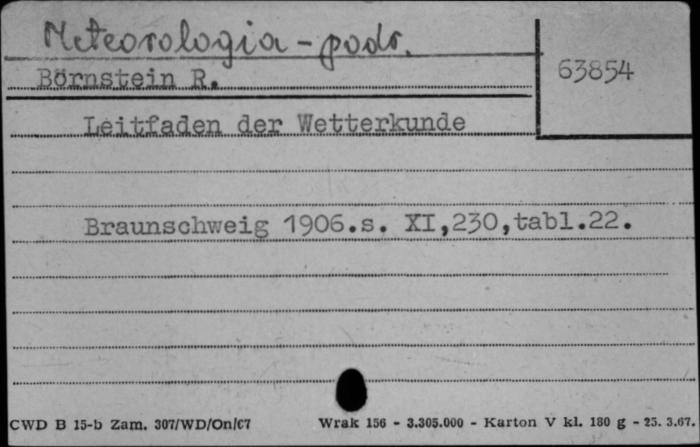 Meteorologia - podr.
63854
Börnstein R.
Leitfaden der Wetterkunde
Braunschweig 1906.s. XI,230,tabl.22.
CWD B 15-b Zam. 307/WD/On/67 Wrak 156 - 3.305.000 - Karton V kl. 180 g - 25. 3.67.